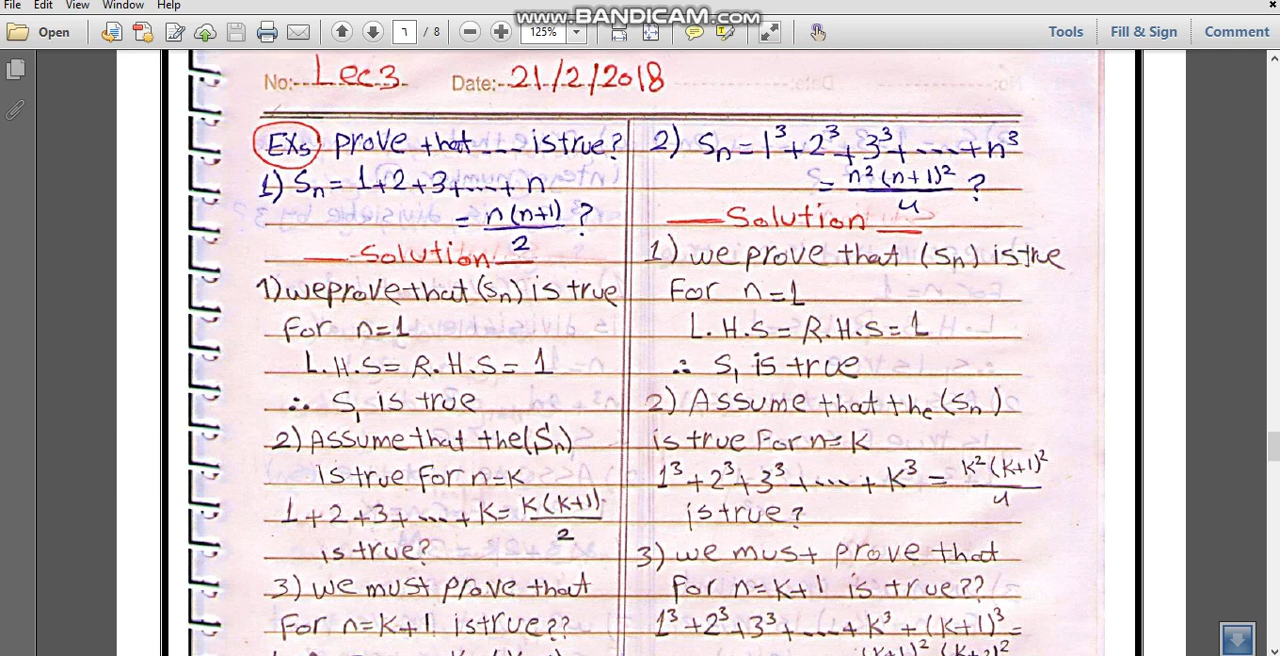 File Edit View Window Help
www.BANDICAM.com
Open
١ / 8
125%
Tools Fill & Sign Comment
No: Lec3 Date: 21/2/2018
EXs prove that ---- is true?
1) Sn = 1+2+3+....+ n
= n(n+1)/2 ?
Solution
1) we prove that (Sn) is true
For n=1
L.H.S= R.H.S= 1
∴ S₁ is true
2) Assume that the (Sn)
is true for n=K
1+2+3+....+K= K(K+1)/2
is true?
3) we must prove that
For n=K+1 is true??
2) Sn = 1³+2³+3³+....+n³
= n²(n+1)²/4 ?
Solution
1) we prove that (Sn) is true
For n=1
L.H.S = R.H.S=1
∴ S₁ is true
2) Assume that the (Sn)
is true For n=K
1³+2³+3³+....+ K³ = K²(K+1)²/4
is true?
3) we must prove that
For n=K+1 is true??
1³+2³+3³+....+K³+(K+1)³=
(K+1)² (K+2)²